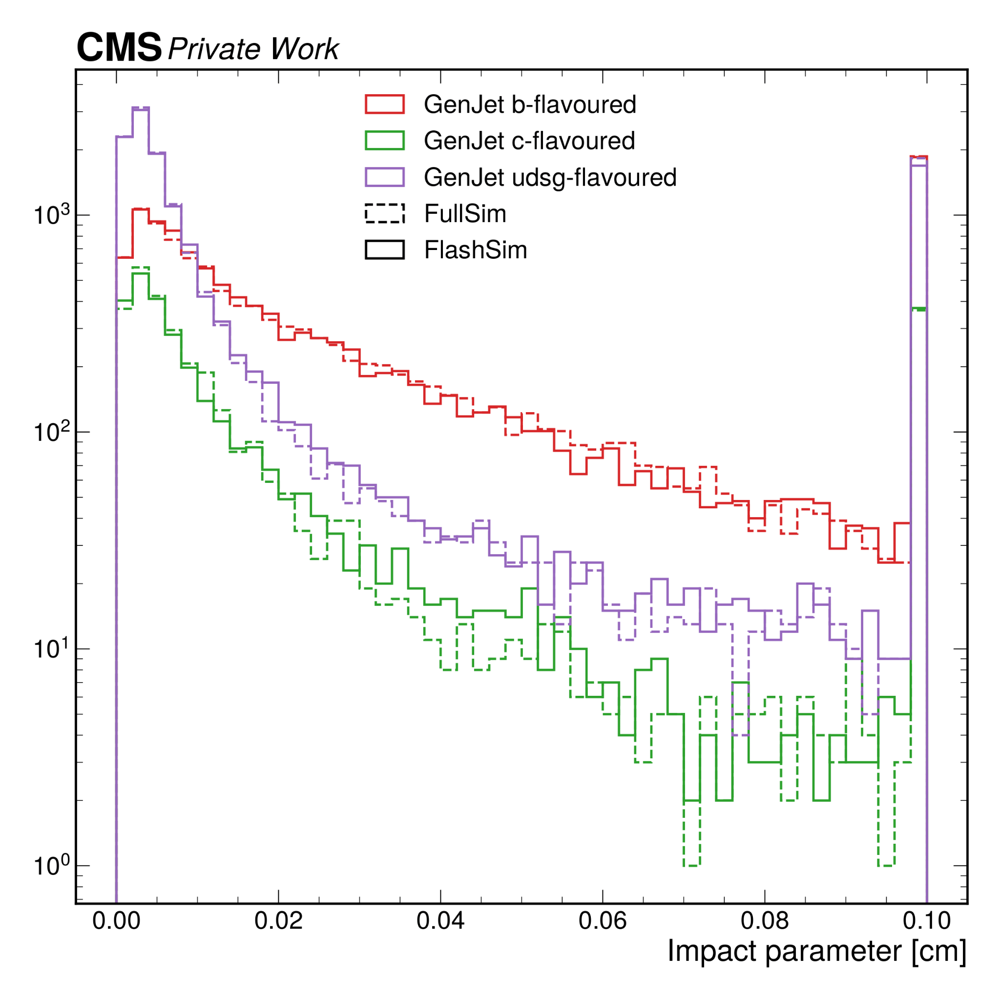 CMS Private Work
GenJet b-flavoured
GenJet c-flavoured
GenJet udsg-flavoured
FullSim
FlashSim
10³
10²
10¹
10⁰
0.00 0.02 0.04 0.06 0.08 0.10
Impact parameter [cm]